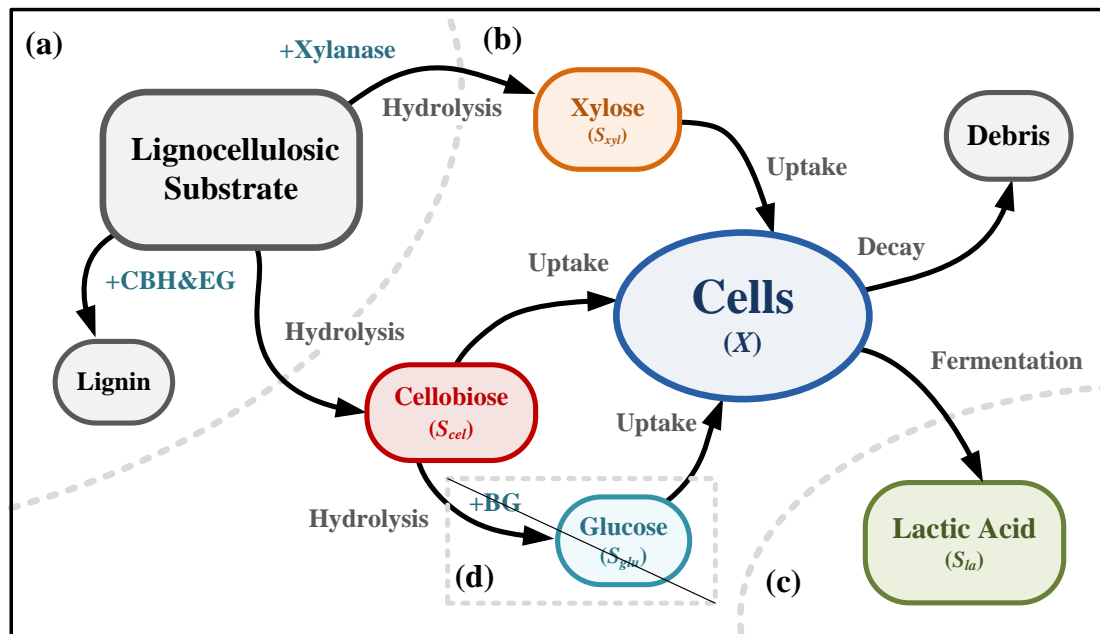 (a)
+Xylanase
(b)
Hydrolysis
Xylose
(Sxyl)
Lignocellulosic
Substrate
Debris
Uptake
+CBH&EG
Uptake
Decay
Cells
(X)
Hydrolysis
Lignin
Fermentation
Cellobiose
(Scel)
Uptake
+BG
Hydrolysis
Glucose
(Sglu)
(d)
Lactic Acid
(Sla)
(c)